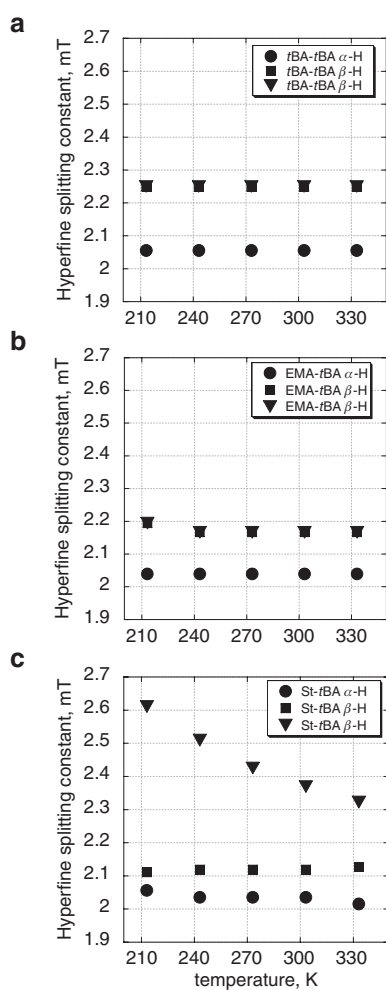 a
2.7
2.6
2.5
2.4
2.3
2.2
2.1
2
1.9
Hyperfine splitting constant, mT
tBA-tBA α-H
tBA-tBA β-H
tBA-tBA β-H
210 240 270 300 330
b
2.7
2.6
2.5
2.4
2.3
2.2
2.1
2
1.9
Hyperfine splitting constant, mT
EMA-tBA α-H
EMA-tBA β-H
EMA-tBA β-H
210 240 270 300 330
c
2.7
2.6
2.5
2.4
2.3
2.2
2.1
2
1.9
Hyperfine splitting constant, mT
St-tBA α-H
St-tBA β-H
St-tBA β-H
210 240 270 300 330
temperature, K